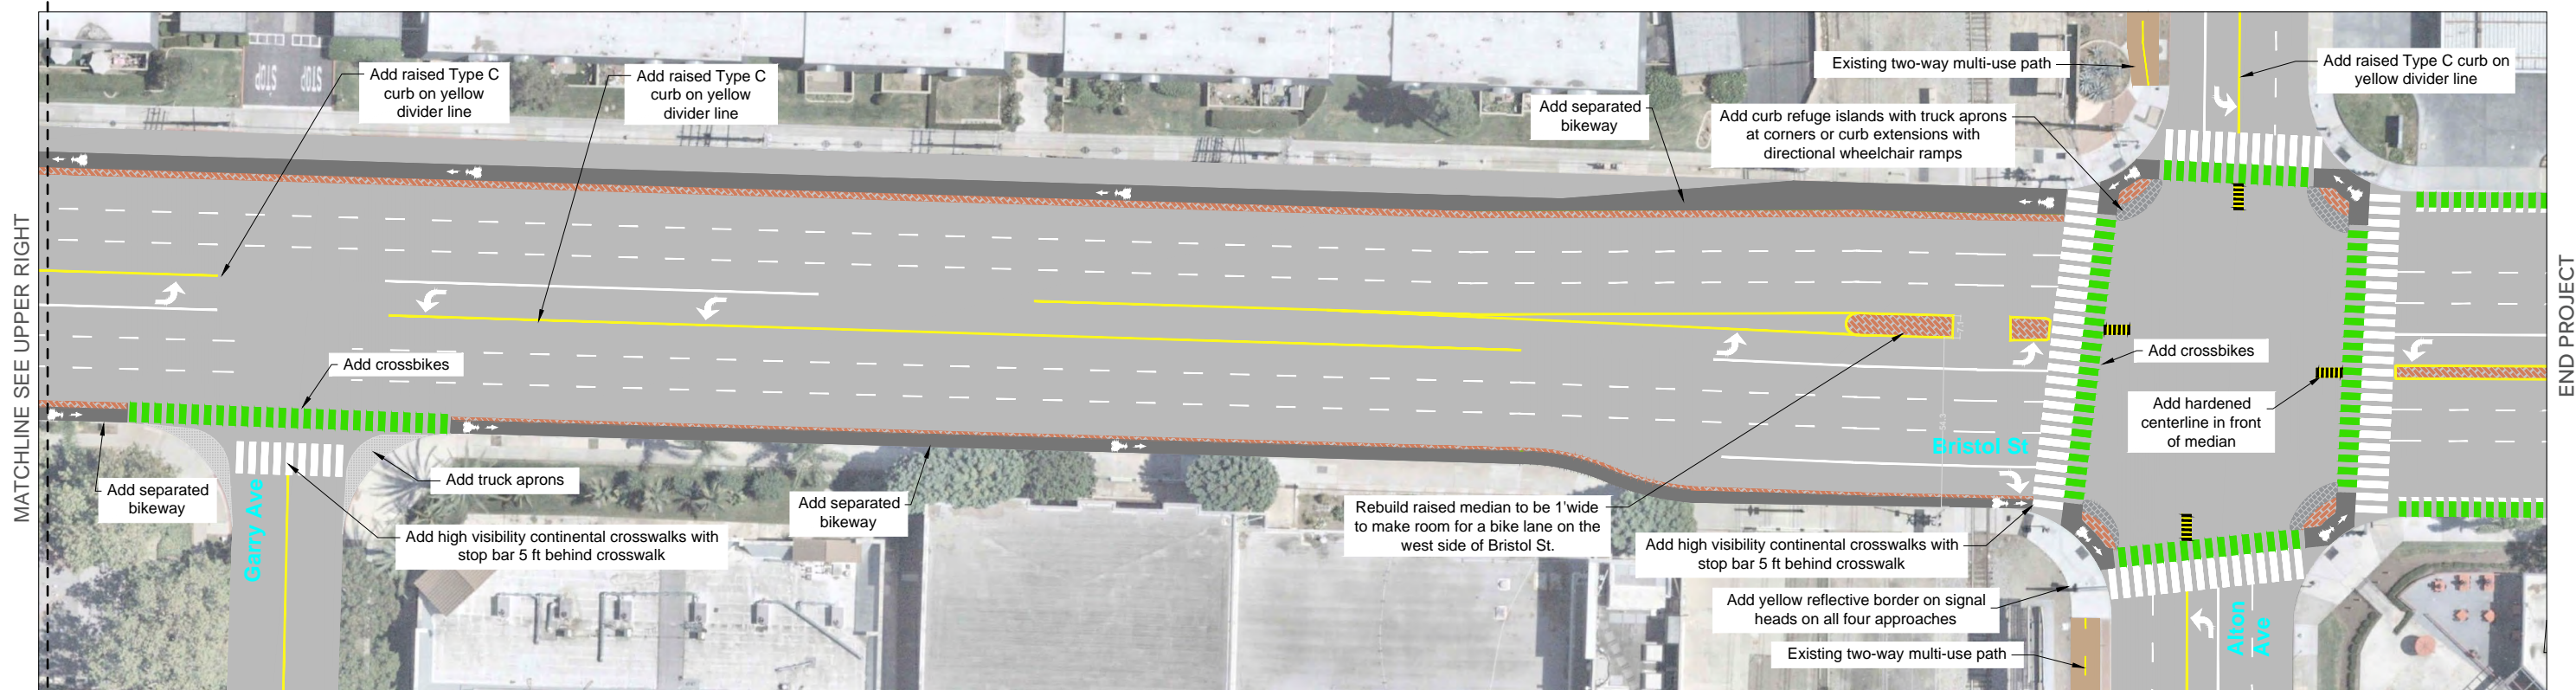 MATCHLINE SEE UPPER RIGHT
STOP
STOP
Add raised Type C
curb on yellow
divider line
Add raised Type C
curb on yellow
divider line
Add separated
bikeway
Existing two-way multi-use path
Add curb refuge islands with truck aprons
at corners or curb extensions with
directional wheelchair ramps
Add raised Type C curb on
yellow divider line
END PROJECT
Add crossbikes
Add crossbikes
Add hardened
centerline in front
of median
Bristol St
Add separated
bikeway
Garry Ave
Add truck aprons
Add high visibility continental crosswalks with
stop bar 5 ft behind crosswalk
Add separated
bikeway
Rebuild raised median to be 1'wide
to make room for a bike lane on the
west side of Bristol St.
Add high visibility continental crosswalks with
stop bar 5 ft behind crosswalk
Add yellow reflective border on signal
heads on all four approaches
Existing two-way multi-use path
Alton
Ave